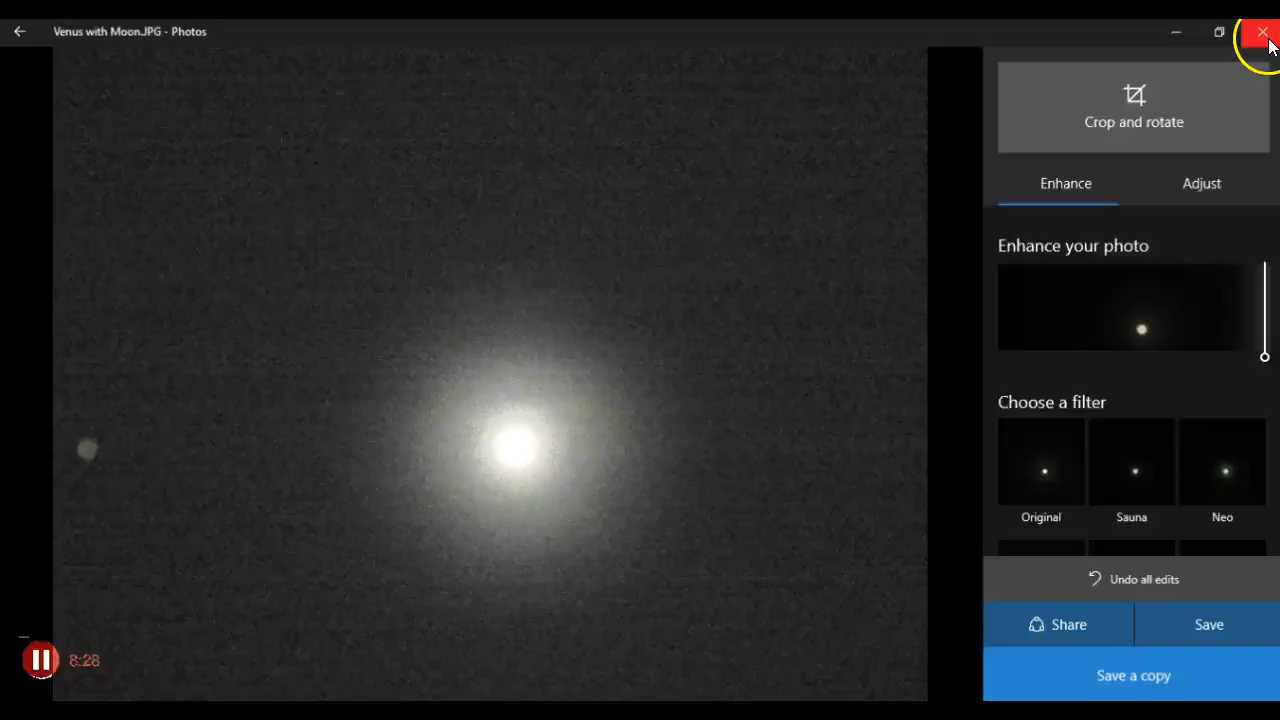 Venus with Moon.JPG - Photos
Crop and rotate
Enhance
Adjust
Enhance your photo
Choose a filter
Original
Sauna
Neo
Undo all edits
Share
Save
Save a copy
8:28